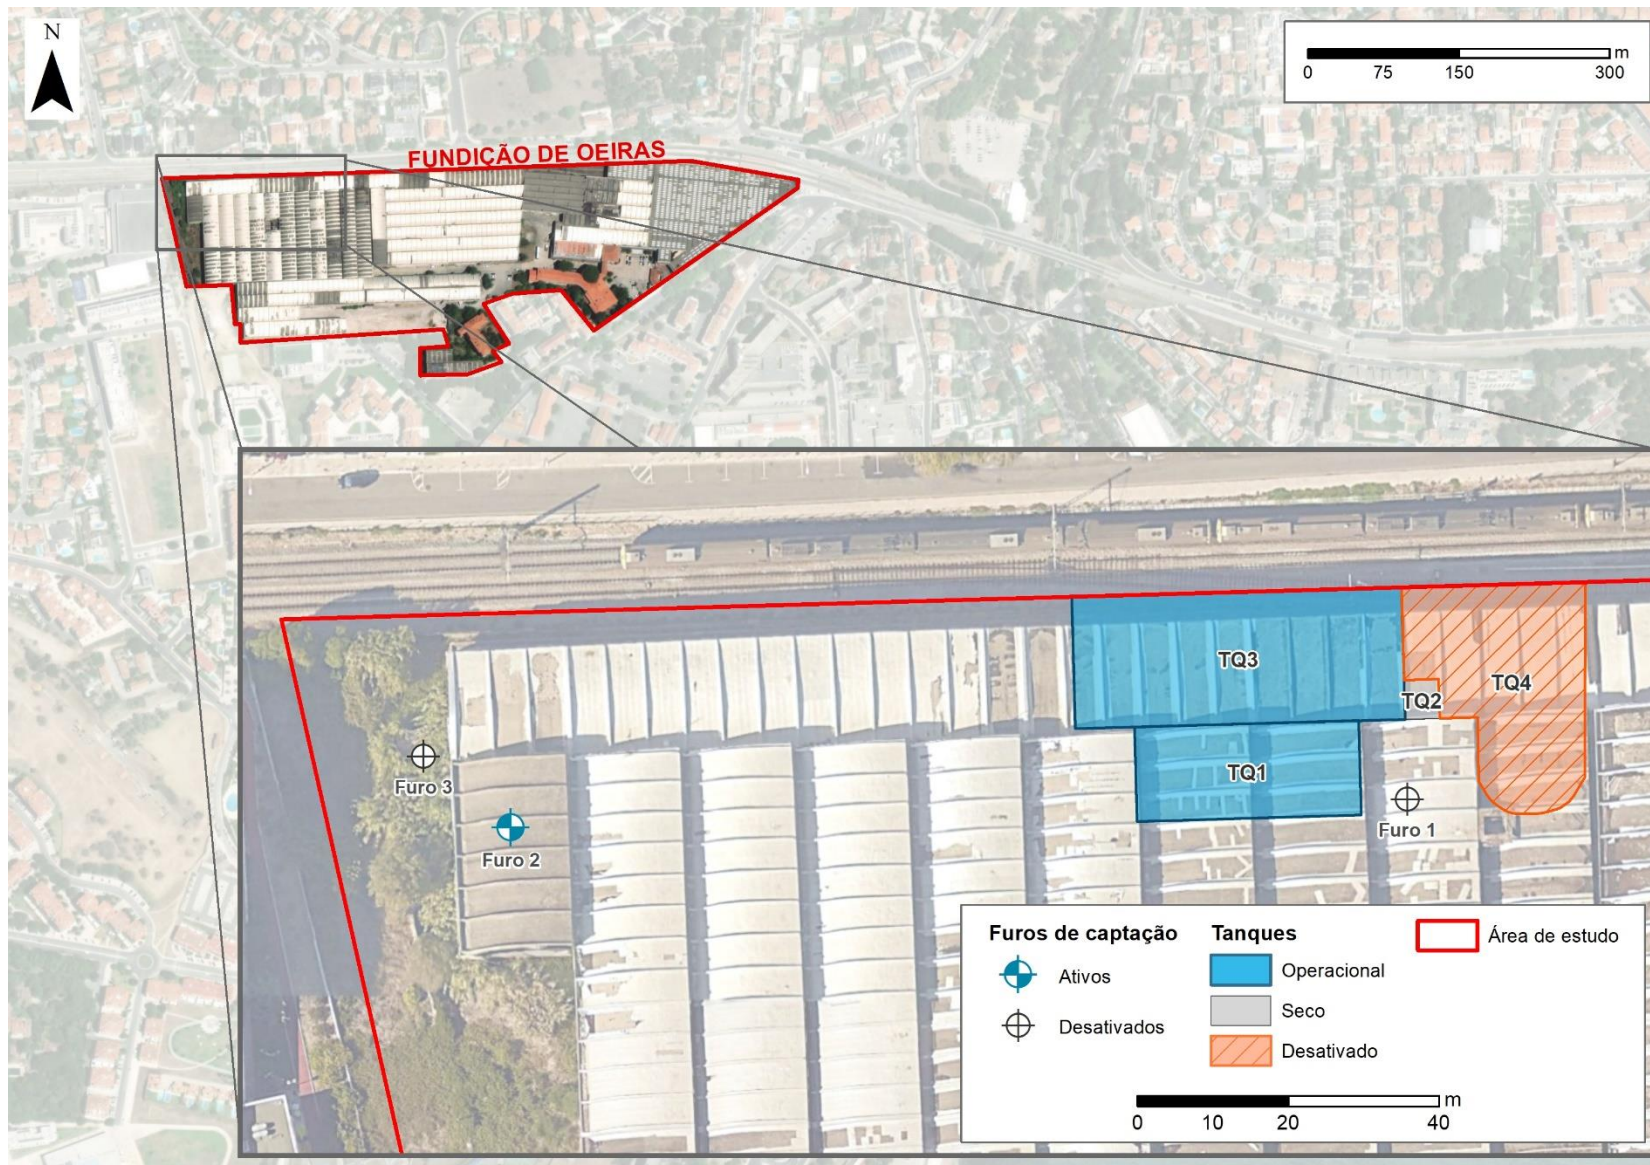 N
m
0 75 150 300
FUNDIÇÃO DE OEIRAS
TQ3
TQ2
TQ4
TQ1
Furo 3
Furo 2
Furo 1
Furos de captação
Ativos
Desativados
Tanques
Operacional
Seco
Desativado
Área de estudo
m
0 10 20 40